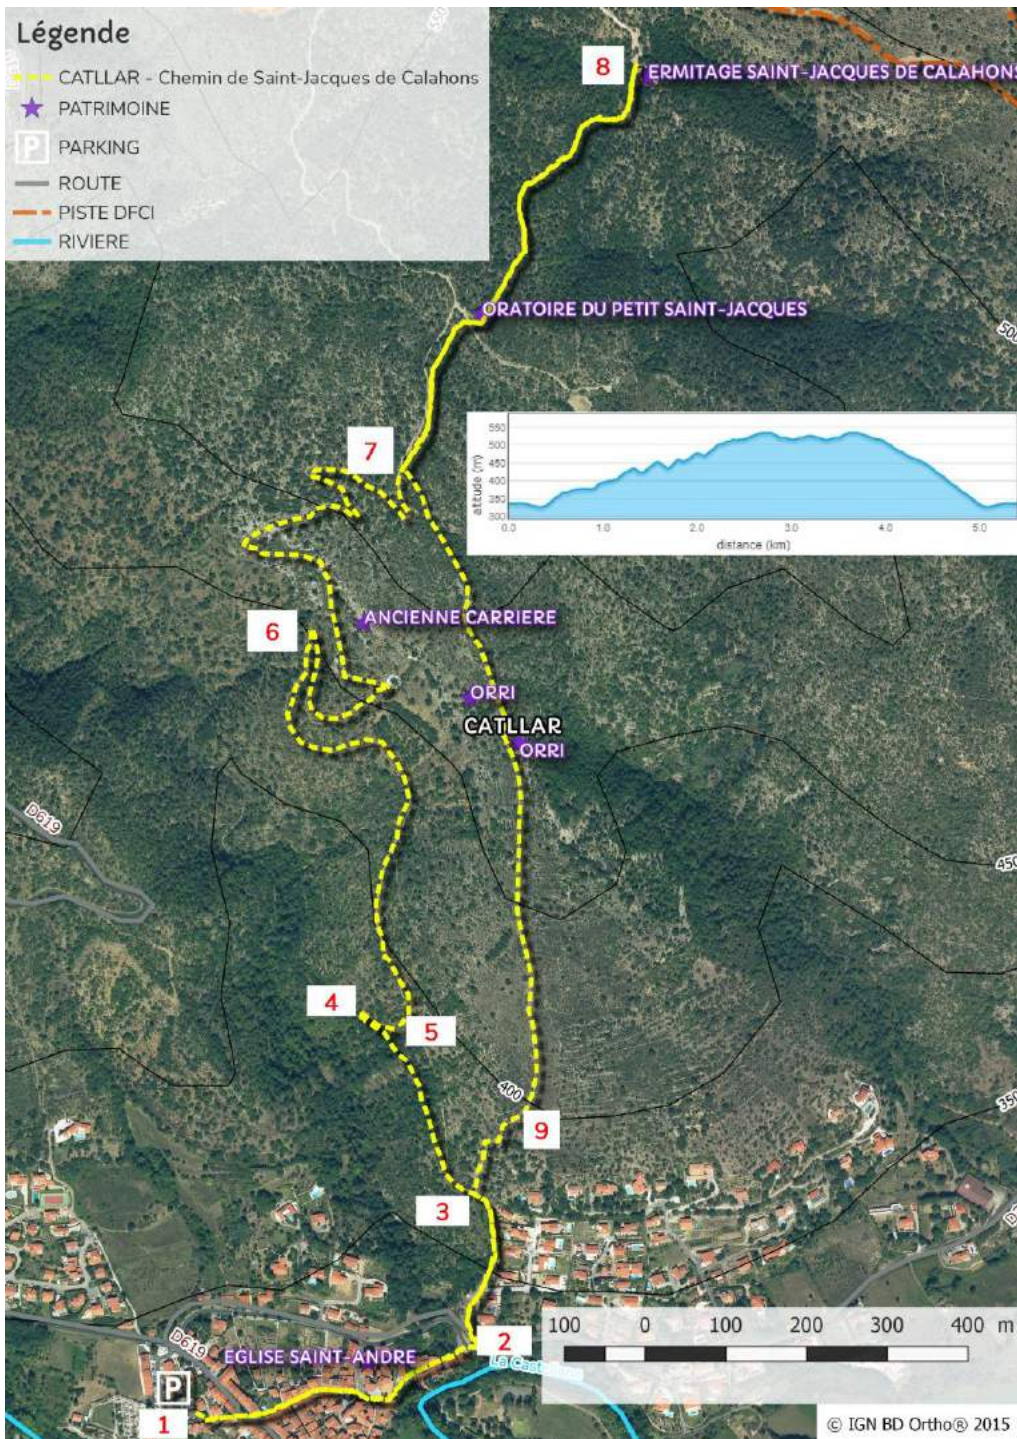 Légende
CATLLAR - Chemin de Saint-Jacques de Calahons
PATRIMOINE
P PARKING
ROUTE
PISTE DFCI
RIVIERE
550
8
ERMITAGE SAINT-JACQUES DE CALAHONS
ORATOIRE DU PETIT SAINT-JACQUES
500
7
altitude (m)
550
500
450
400
350
300
0.0 1.0 2.0 3.0 4.0 5.0
distance (km)
ANCIENNE CARRIERE
6
ORRI
CATLLAR
ORRI
D619
450
4
5
400
350
9
3
2
100 0 100 200 300 400 m
D619
EGLISE SAINT-ANDRE
La
P
1
© IGN BD Ortho® 2015